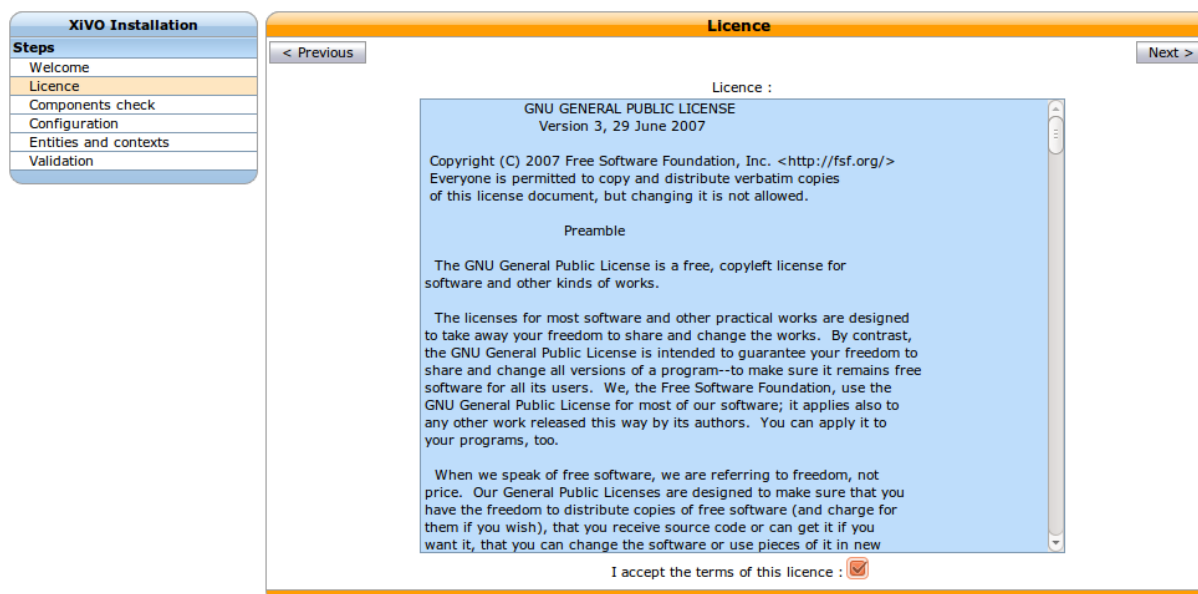 XiVO Installation
Steps
Welcome
Licence
Components check
Configuration
Entities and contexts
Validation
Licence
< Previous
Next >
Licence :
GNU GENERAL PUBLIC LICENSE
Version 3, 29 June 2007
Copyright (C) 2007 Free Software Foundation, Inc. <http://fsf.org/>
Everyone is permitted to copy and distribute verbatim copies
of this license document, but changing it is not allowed.
Preamble
The GNU General Public License is a free, copyleft license for
software and other kinds of works.
The licenses for most software and other practical works are designed
to take away your freedom to share and change the works.  By contrast,
the GNU General Public License is intended to guarantee your freedom to
share and change all versions of a program--to make sure it remains free
software for all its users.  We, the Free Software Foundation, use the
GNU General Public License for most of our software; it applies also to
any other work released this way by its authors.  You can apply it to
your programs, too.
When we speak of free software, we are referring to freedom, not
price.  Our General Public Licenses are designed to make sure that you
have the freedom to distribute copies of free software (and charge for
them if you wish), that you receive source code or can get it if you
want it, that you can change the software or use pieces of it in new
I accept the terms of this licence :